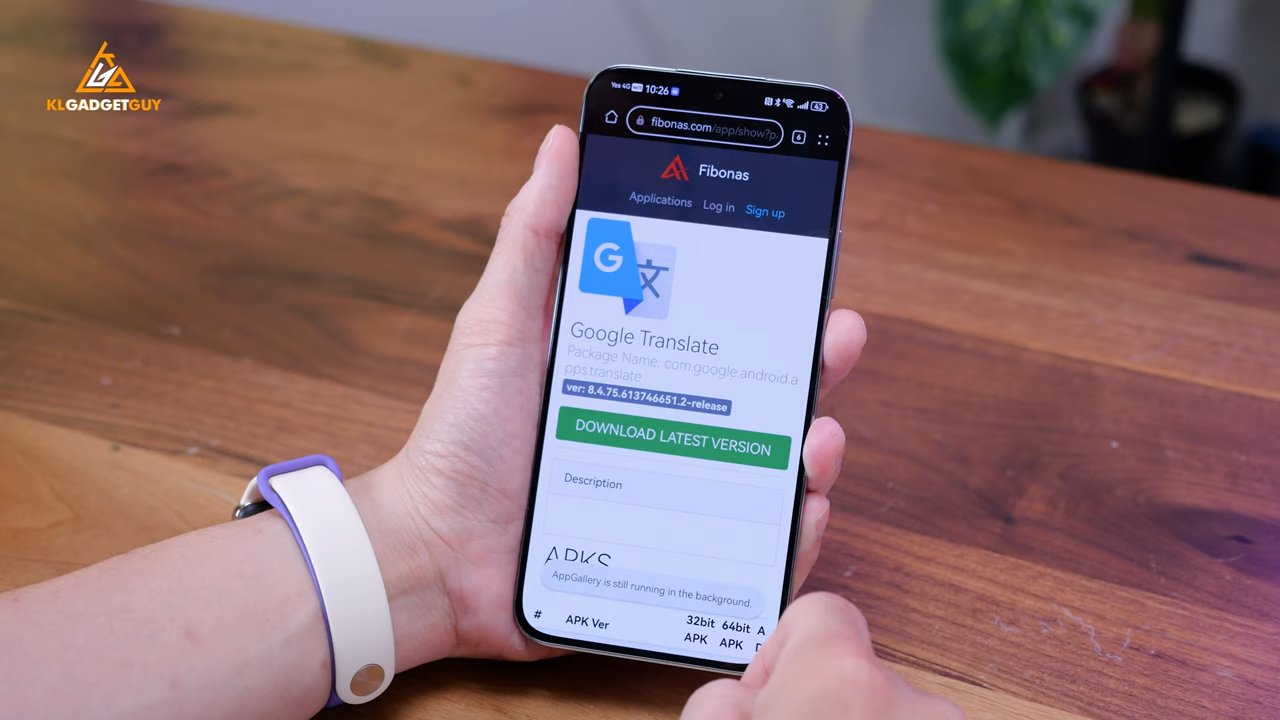 KLGADGETGUY
Yes 4G 10:26 43
fibonas.com/app/show?p
6
Fibonas
Applications Log in Sign up
G 文
Google Translate
Package Name. com.google.android.a
pps.translate
ver: 8.4.75.613746651.2-release
DOWNLOAD LATEST VERSION
Description
APKS
AppGallery is still running in the background.
# APK Ver 32bit 64bit A
APK APK D